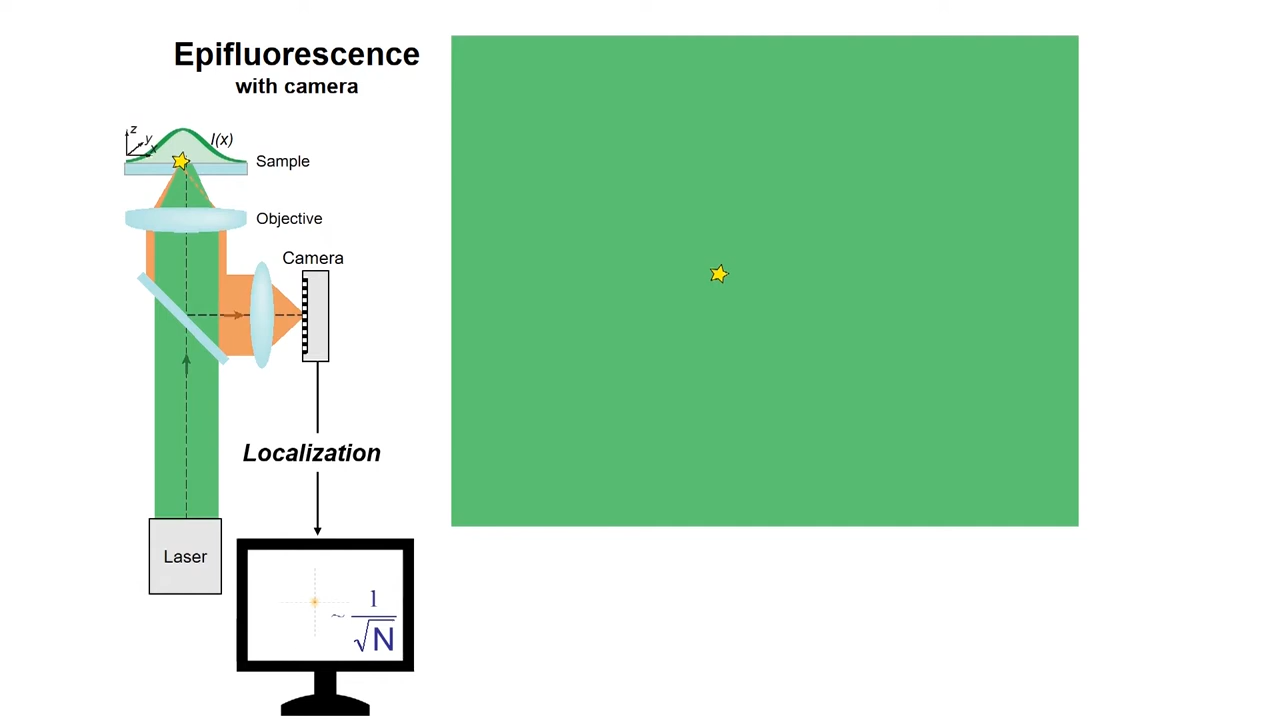 Epifluorescence
with camera
z
y
x
I(x)
Sample
Objective
Camera
Localization
Laser
~ 1/√N